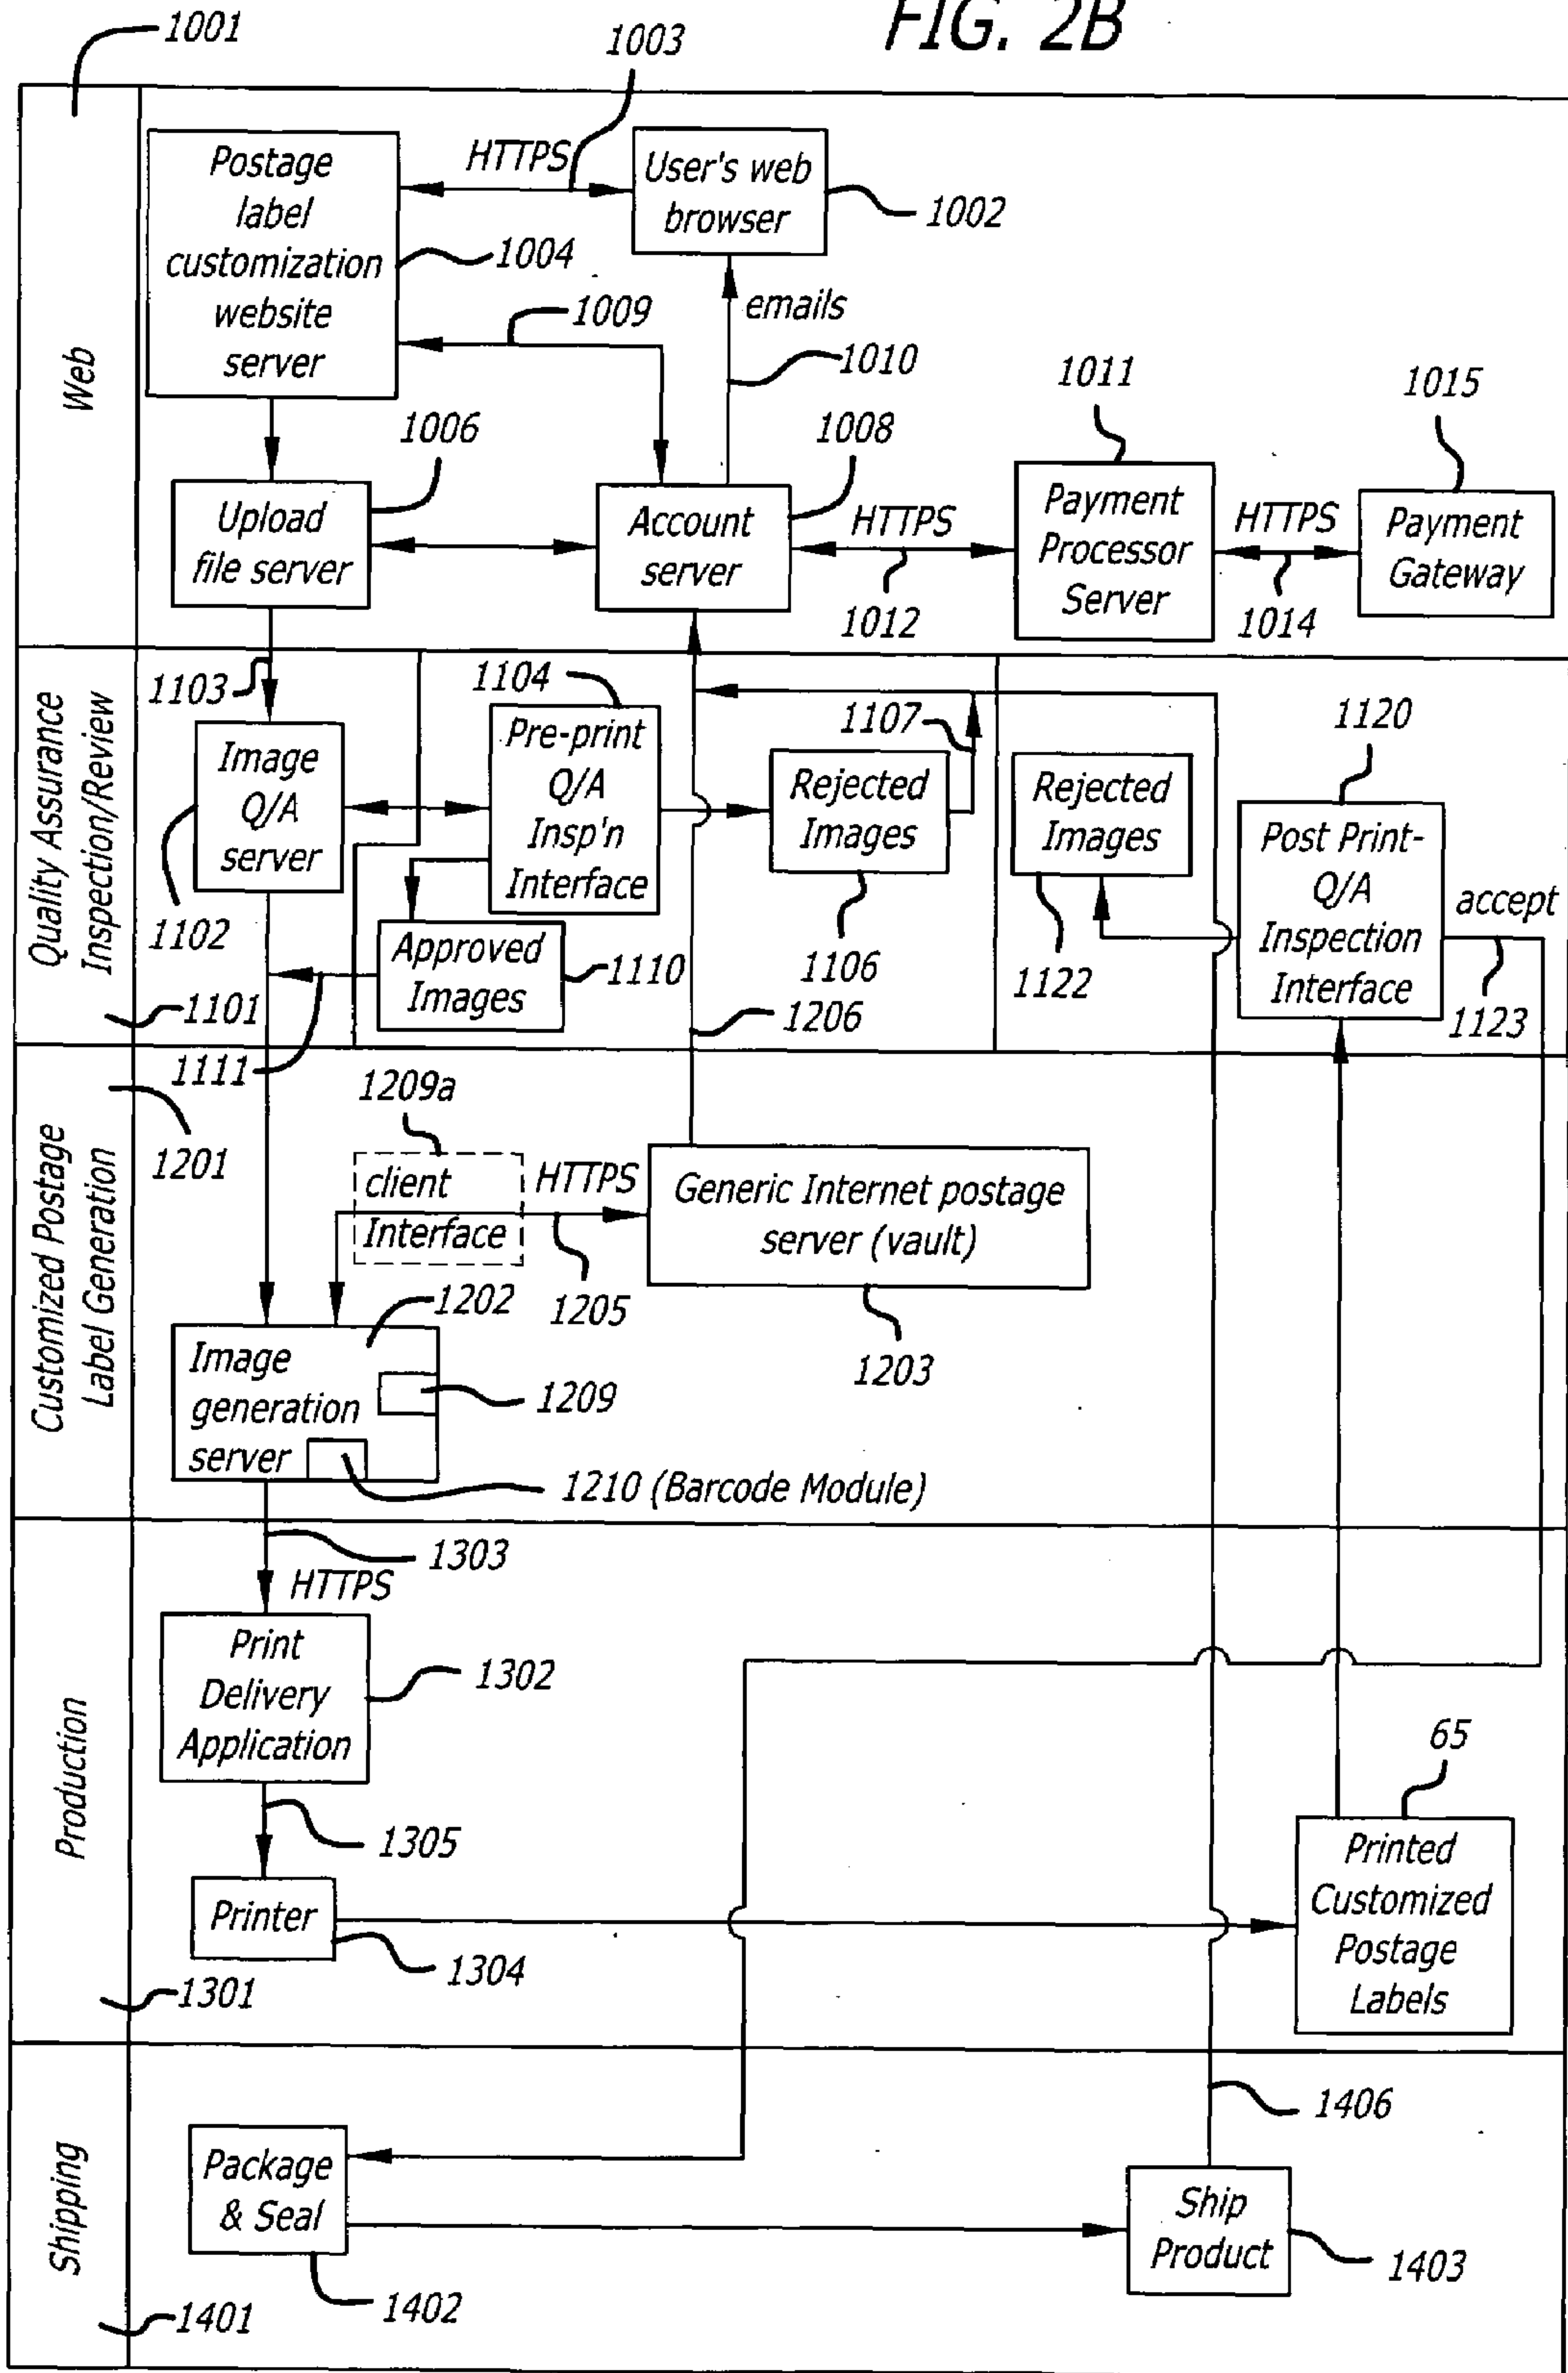 FIG. 2B
1001
1003
Postage
label
customization
website
server
HTTPS
User's web
browser
1002
1004
1009
emails
1010
Web
1006
1008
1011
1015
Upload
file server
Account
server
HTTPS
1012
Payment
Processor
Server
HTTPS
1014
Payment
Gateway
Quality Assurance
Inspection/Review
1103
1104
1107
1120
Image
Q/A
server
Pre-print
Q/A
Insp'n
Interface
Rejected
Images
Rejected
Images
Post Print-
Q/A
Inspection
Interface
accept
1102
Approved
Images
1110
1106
1122
1123
1101
1206
1111
Customized Postage
Label Generation
1201
1209a
client
Interface
HTTPS
1205
Generic Internet postage
server (vault)
1203
1202
Image
generation
server
1209
1210 (Barcode Module)
1303
HTTPS
Production
Print
Delivery
Application
1302
1305
65
Printer
1304
Printed
Customized
Postage
Labels
1301
Shipping
1406
Package
& Seal
1402
Ship
Product
1403
1401